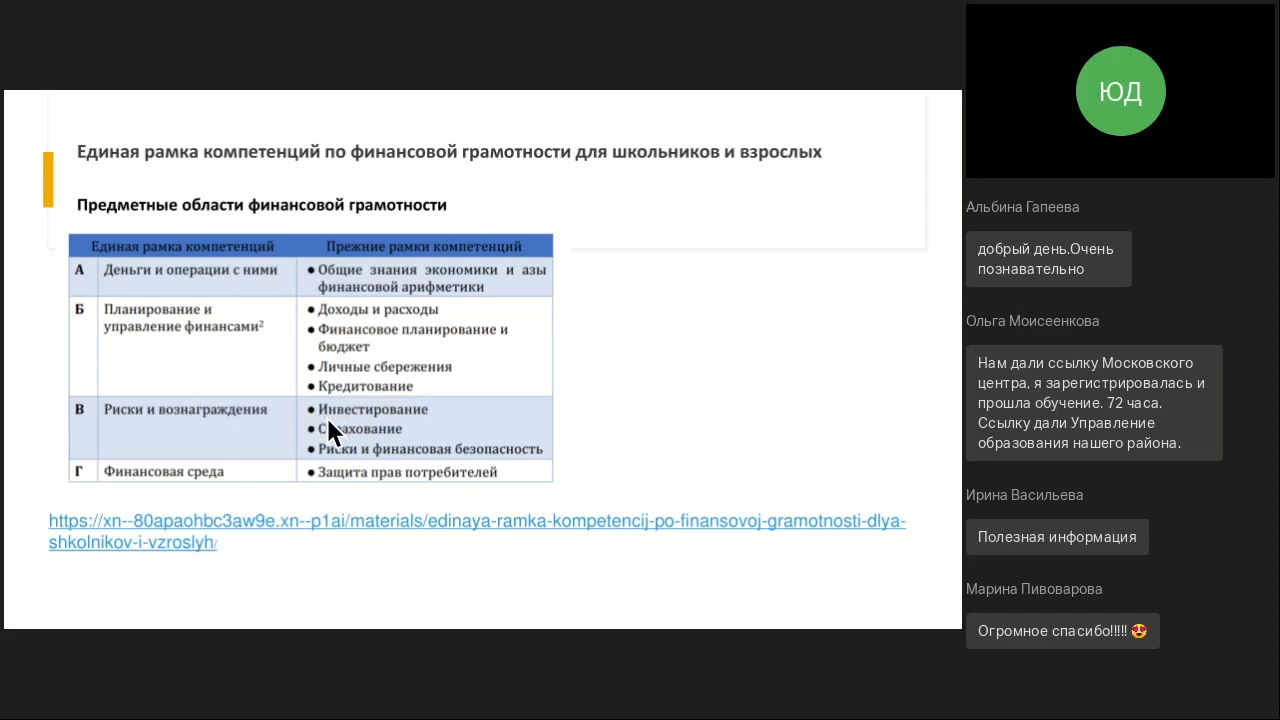 Единая рамка компетенций по финансовой грамотности для школьников и взрослых
Предметные области финансовой грамотности
Единая рамка компетенций
Прежние рамки компетенций
А
Деньги и операции с ними
● Общие знания экономики и азы
финансовой арифметики
Б
Планирование и
управление финансами²
● Доходы и расходы
● Финансовое планирование и
бюджет
● Личные сбережения
● Кредитование
В
Риски и вознаграждения
● Инвестирование
● Страхование
● Риски и финансовая безопасность
Г
Финансовая среда
● Защита прав потребителей
https://xn--80apaohbc3aw9e.xn--p1ai/materials/edinaya-ramka-kompetencij-po-finansovoj-gramotnosti-dlya-
shkolnikov-i-vzroslyh/
ЮД
Альбина Гапеева
добрый день.Очень
познавательно
Ольга Моисеенкова
Нам дали ссылку Московского
центра, я зарегистрировалась и
прошла обучение. 72 часа.
Ссылку дали Управление
образования нашего района.
Ирина Васильева
Полезная информация
Марина Пивоварова
Огромное спасибо!!!!! 😍